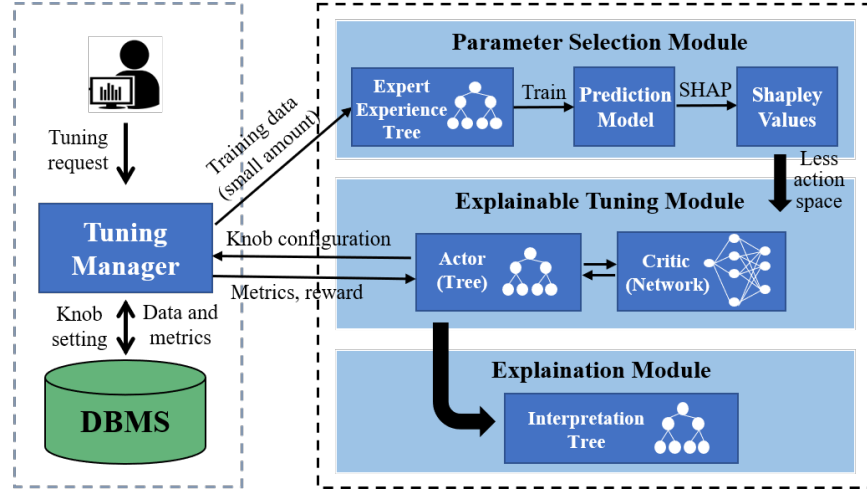 Tuning
request
Tuning
Manager
Knob
setting
Data and
metrics
DBMS
Training data
(small amount)
Knob configuration
Metrics, reward
Parameter Selection Module
Expert
Experience
Tree
Train
Prediction
Model
SHAP
Shapley
Values
Less
action
space
Explainable Tuning Module
Actor
(Tree)
Critic
(Network)
Explaination Module
Interpretation
Tree